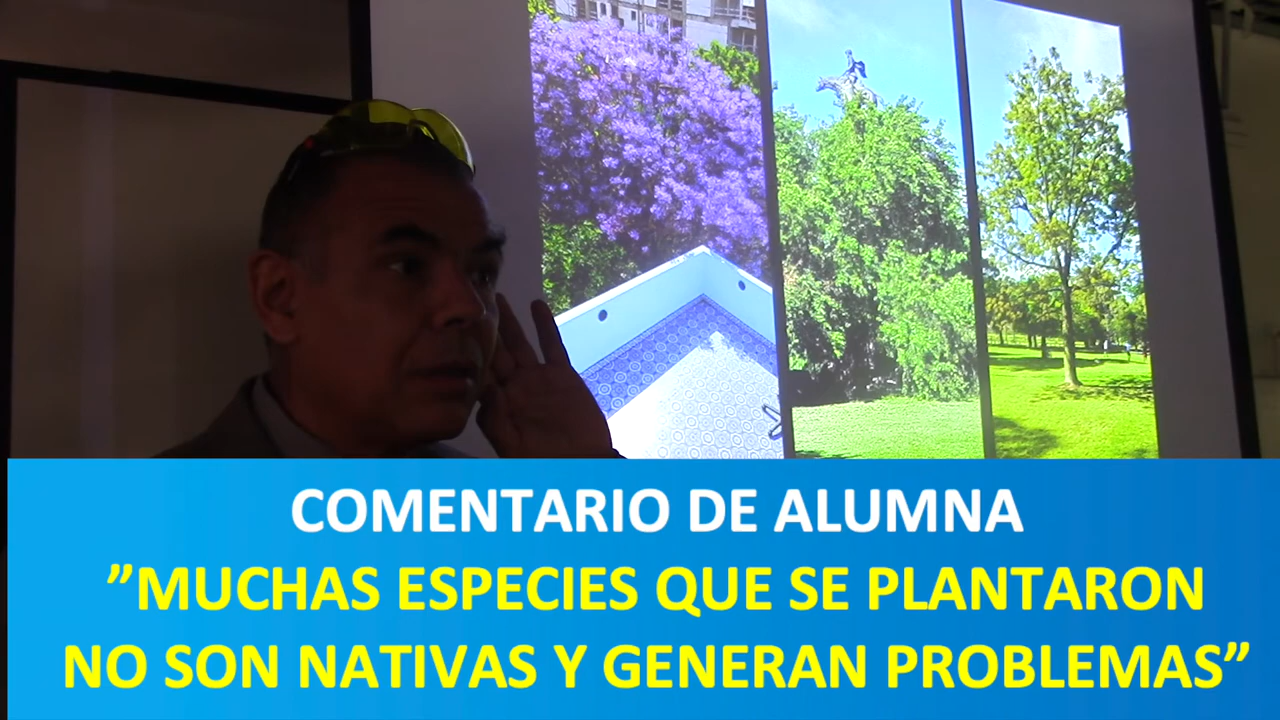 COMENTARIO DE ALUMNA
”MUCHAS ESPECIES QUE SE PLANTARON
NO SON NATIVAS Y GENERAN PROBLEMAS”